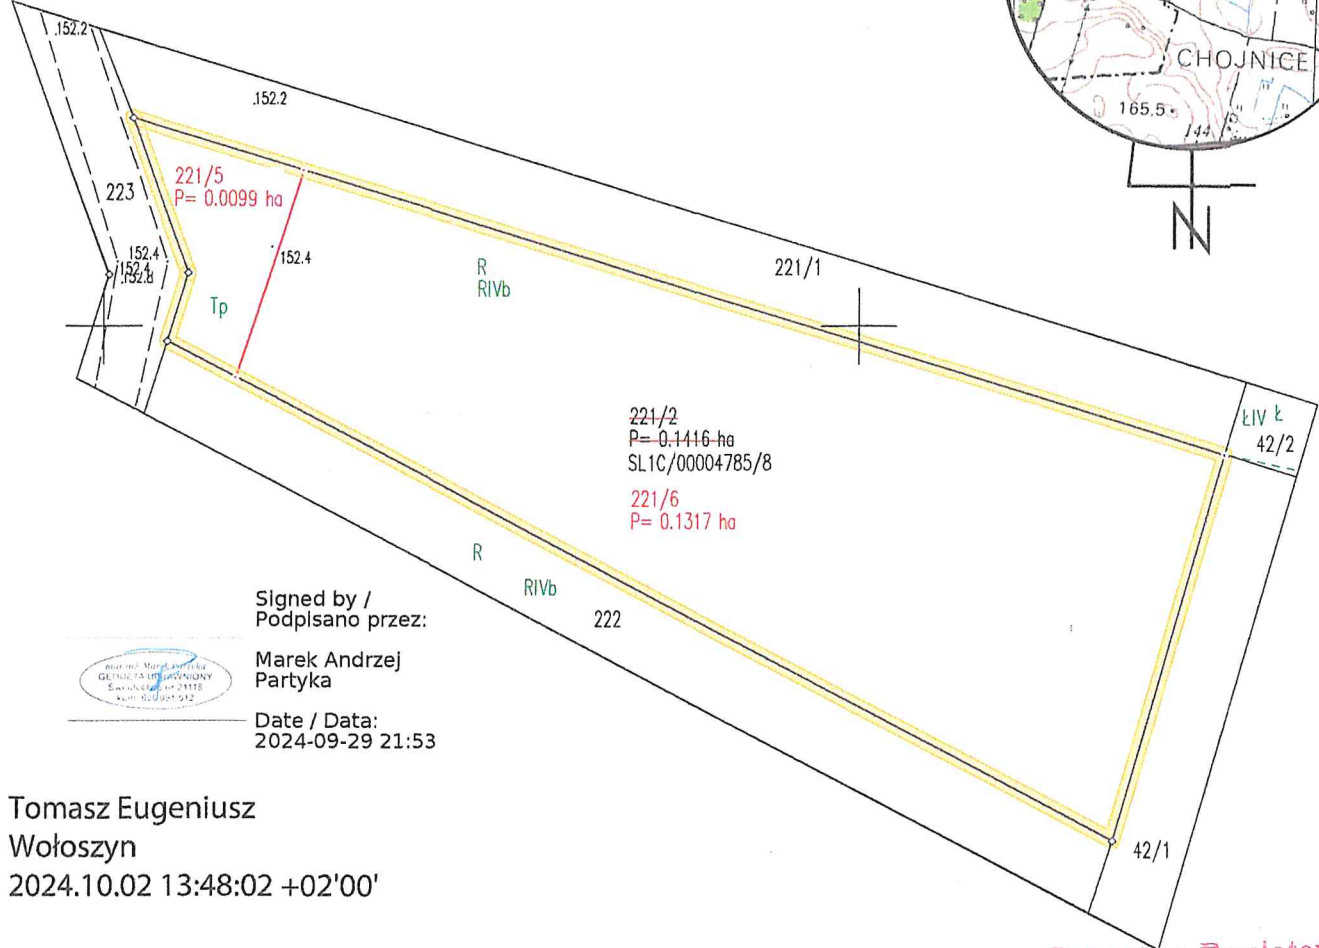 .152.2
CHOJNICE
165,5
144
.152.2
N
221/5
P= 0.0099 ha
223
152.4
152.4
152.4
.152.8
R
RIVb
221/1
Tp
221/2
P= 0.1416 ha
SL1C/00004785/8
221/6
P= 0.1317 ha
ŁIV Ł
42/2
R
RIVb
222
Signed by /
Podpisano przez:
Marek Andrzej
Partyka
Date / Data:
2024-09-29 21:53
42/1
Tomasz Eugeniusz
Wołoszyn
2024.10.02 13:48:02 +02'00'